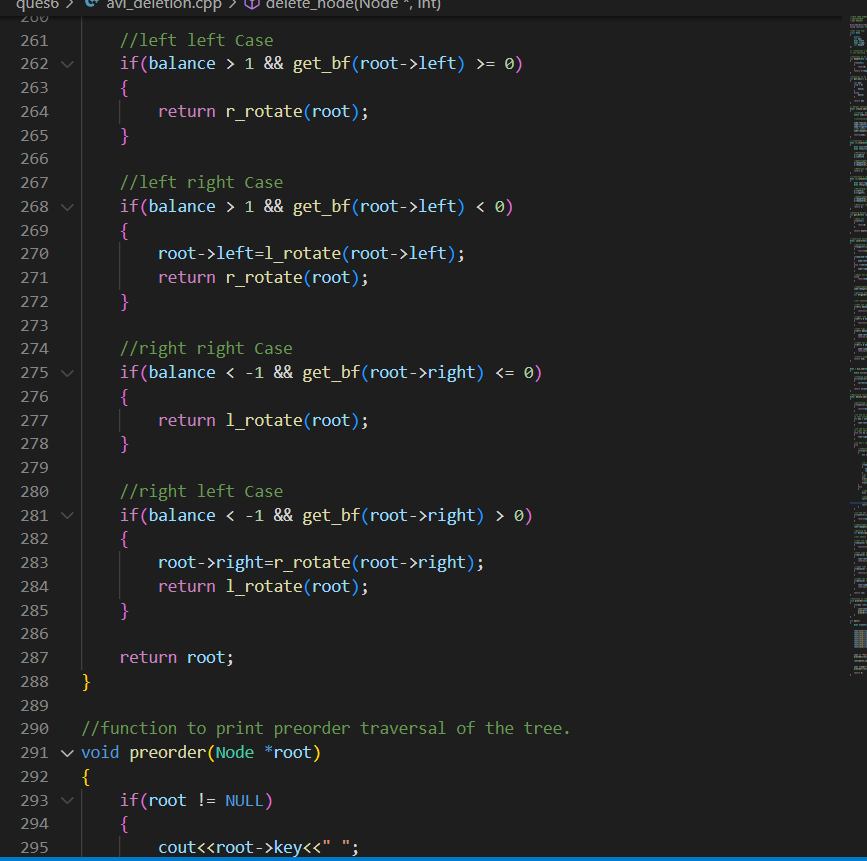 ques6 > avl_deletion.cpp > delete_node(Node *, int)
260
261 //left left Case
262 if(balance > 1 && get_bf(root->left) >= 0)
263 {
264 return r_rotate(root);
265 }
266
267 //left right Case
268 if(balance > 1 && get_bf(root->left) < 0)
269 {
270 root->left=l_rotate(root->left);
271 return r_rotate(root);
272 }
273
274 //right right Case
275 if(balance < -1 && get_bf(root->right) <= 0)
276 {
277 return l_rotate(root);
278 }
279
280 //right left Case
281 if(balance < -1 && get_bf(root->right) > 0)
282 {
283 root->right=r_rotate(root->right);
284 return l_rotate(root);
285 }
286
287 return root;
288 }
289
290 //function to print preorder traversal of the tree.
291 void preorder(Node *root)
292 {
293 if(root != NULL)
294 {
295 cout<<root->key<<" ";